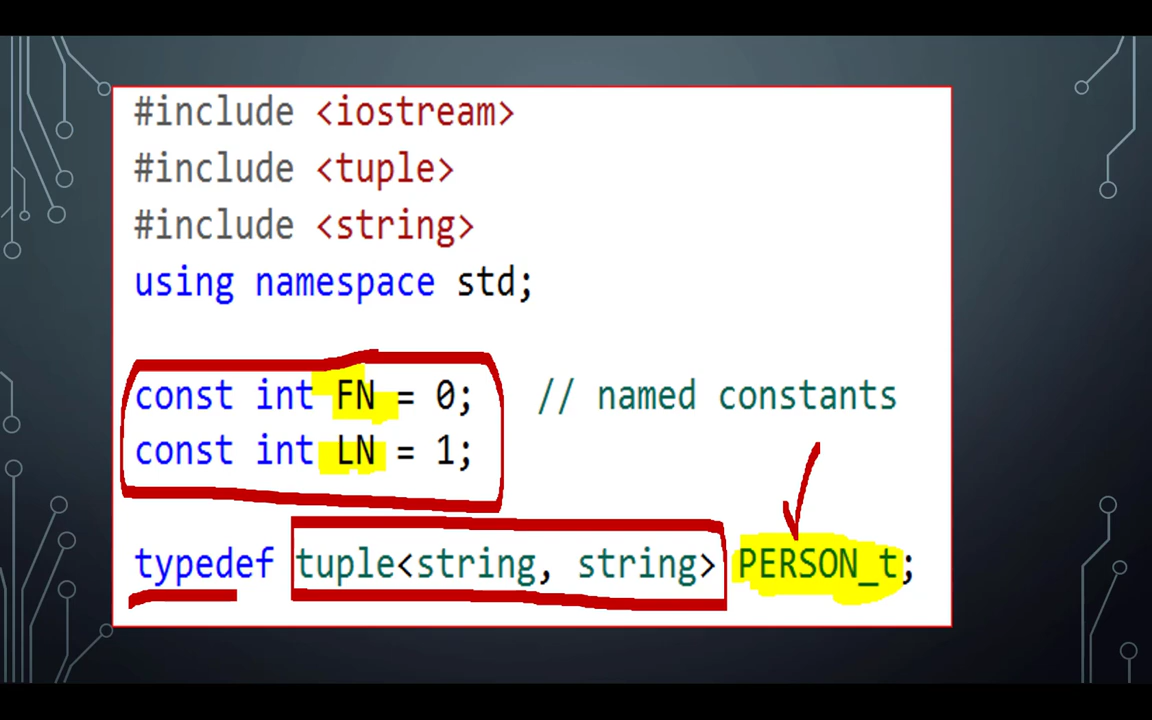 #include <iostream>
#include <tuple>
#include <string>
using namespace std;
const int FN = 0; // named constants
const int LN = 1;
typedef tuple<string, string> PERSON_t;